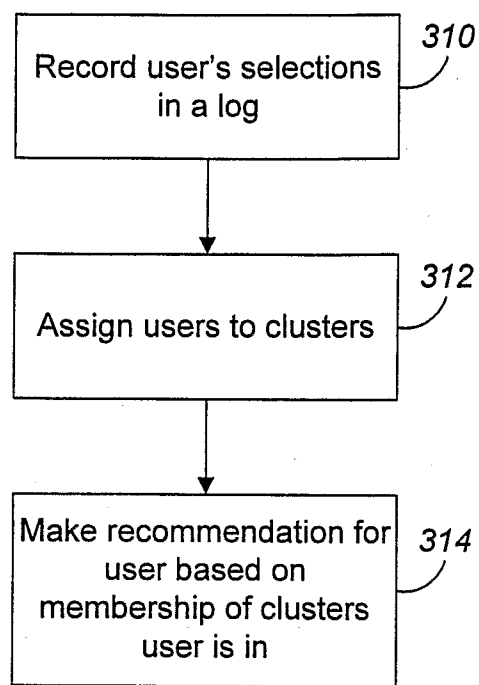 310
Record user's selections
in a log
312
Assign users to clusters
314
Make recommendation for
user based on
membership of clusters
user is in